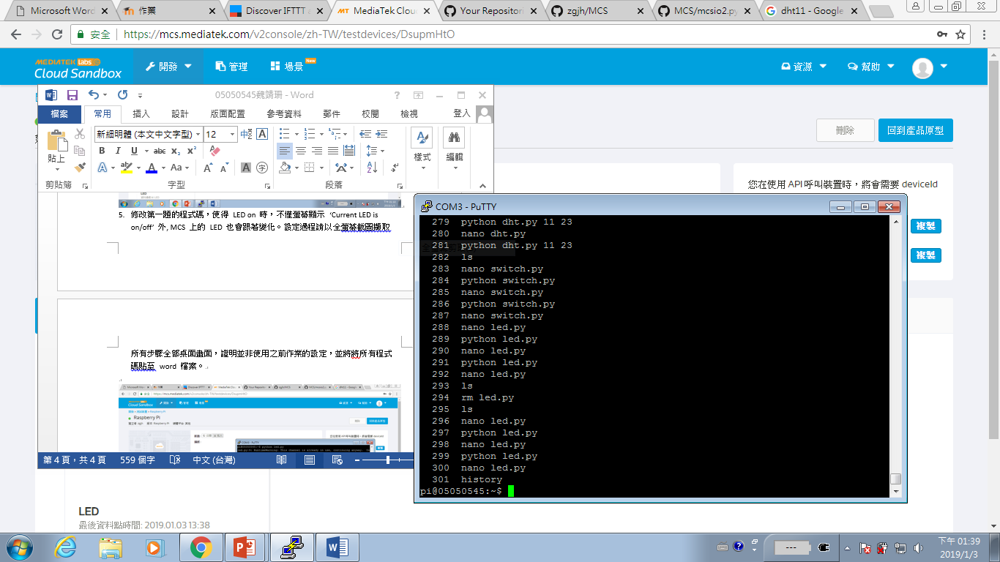 Microsoft Word
作業
Discover IFTTT a
MediaTek Clou
Your Repositor
zgjh/MCS
MCS/mcsio2.py
dht11 - Google
安全 | https://mcs.mediatek.com/v2console/zh-TW/testdevices/DsupmHtO
MEDIATEK labs
Cloud Sandbox
開發
管理
場景
New
資源
幫助
刪除
回到產品原型
您在使用 API 呼叫裝置時，將會需要 deviceId
複製
複製
05050545魏靖珊 - Word
檔案
常用
插入
設計
版面配置
參考資料
郵件
校閱
檢視
登入
貼上
新細明體 (本文中文字型)
12
B I U abc x₂ x²
Aa
樣式
編輯
剪貼簿
字型
段落
5. 修改第一題的程式碼，使得 LED on 時，不僅螢幕顯示 ‘Current LED is
on/off’ 外, MCS 上的 LED 也會跟著變化。設定過程請以全螢幕截圖擷取
所有步驟全部桌面畫面，證明並非使用之前作業的設定，並將將所有程式
碼貼至 word 檔案。
Cloud Sandbox
Raspberry Pi
第 4 頁，共 4 頁
559 個字
中文 (台灣)
COM3 - PuTTY
279 python dht.py 11 23
280 nano dht.py
281 python dht.py 11 23
282 ls
283 nano switch.py
284 python switch.py
285 nano switch.py
286 python switch.py
287 nano switch.py
288 nano led.py
289 python led.py
290 nano led.py
291 python led.py
292 nano led.py
293 ls
294 rm led.py
295 ls
296 nano led.py
297 python led.py
298 nano led.py
299 python led.py
300 nano led.py
301 history
pi@05050545:~$
LED
最後資料點時間: 2019.01.03 13:38
下午 01:39
2019/1/3